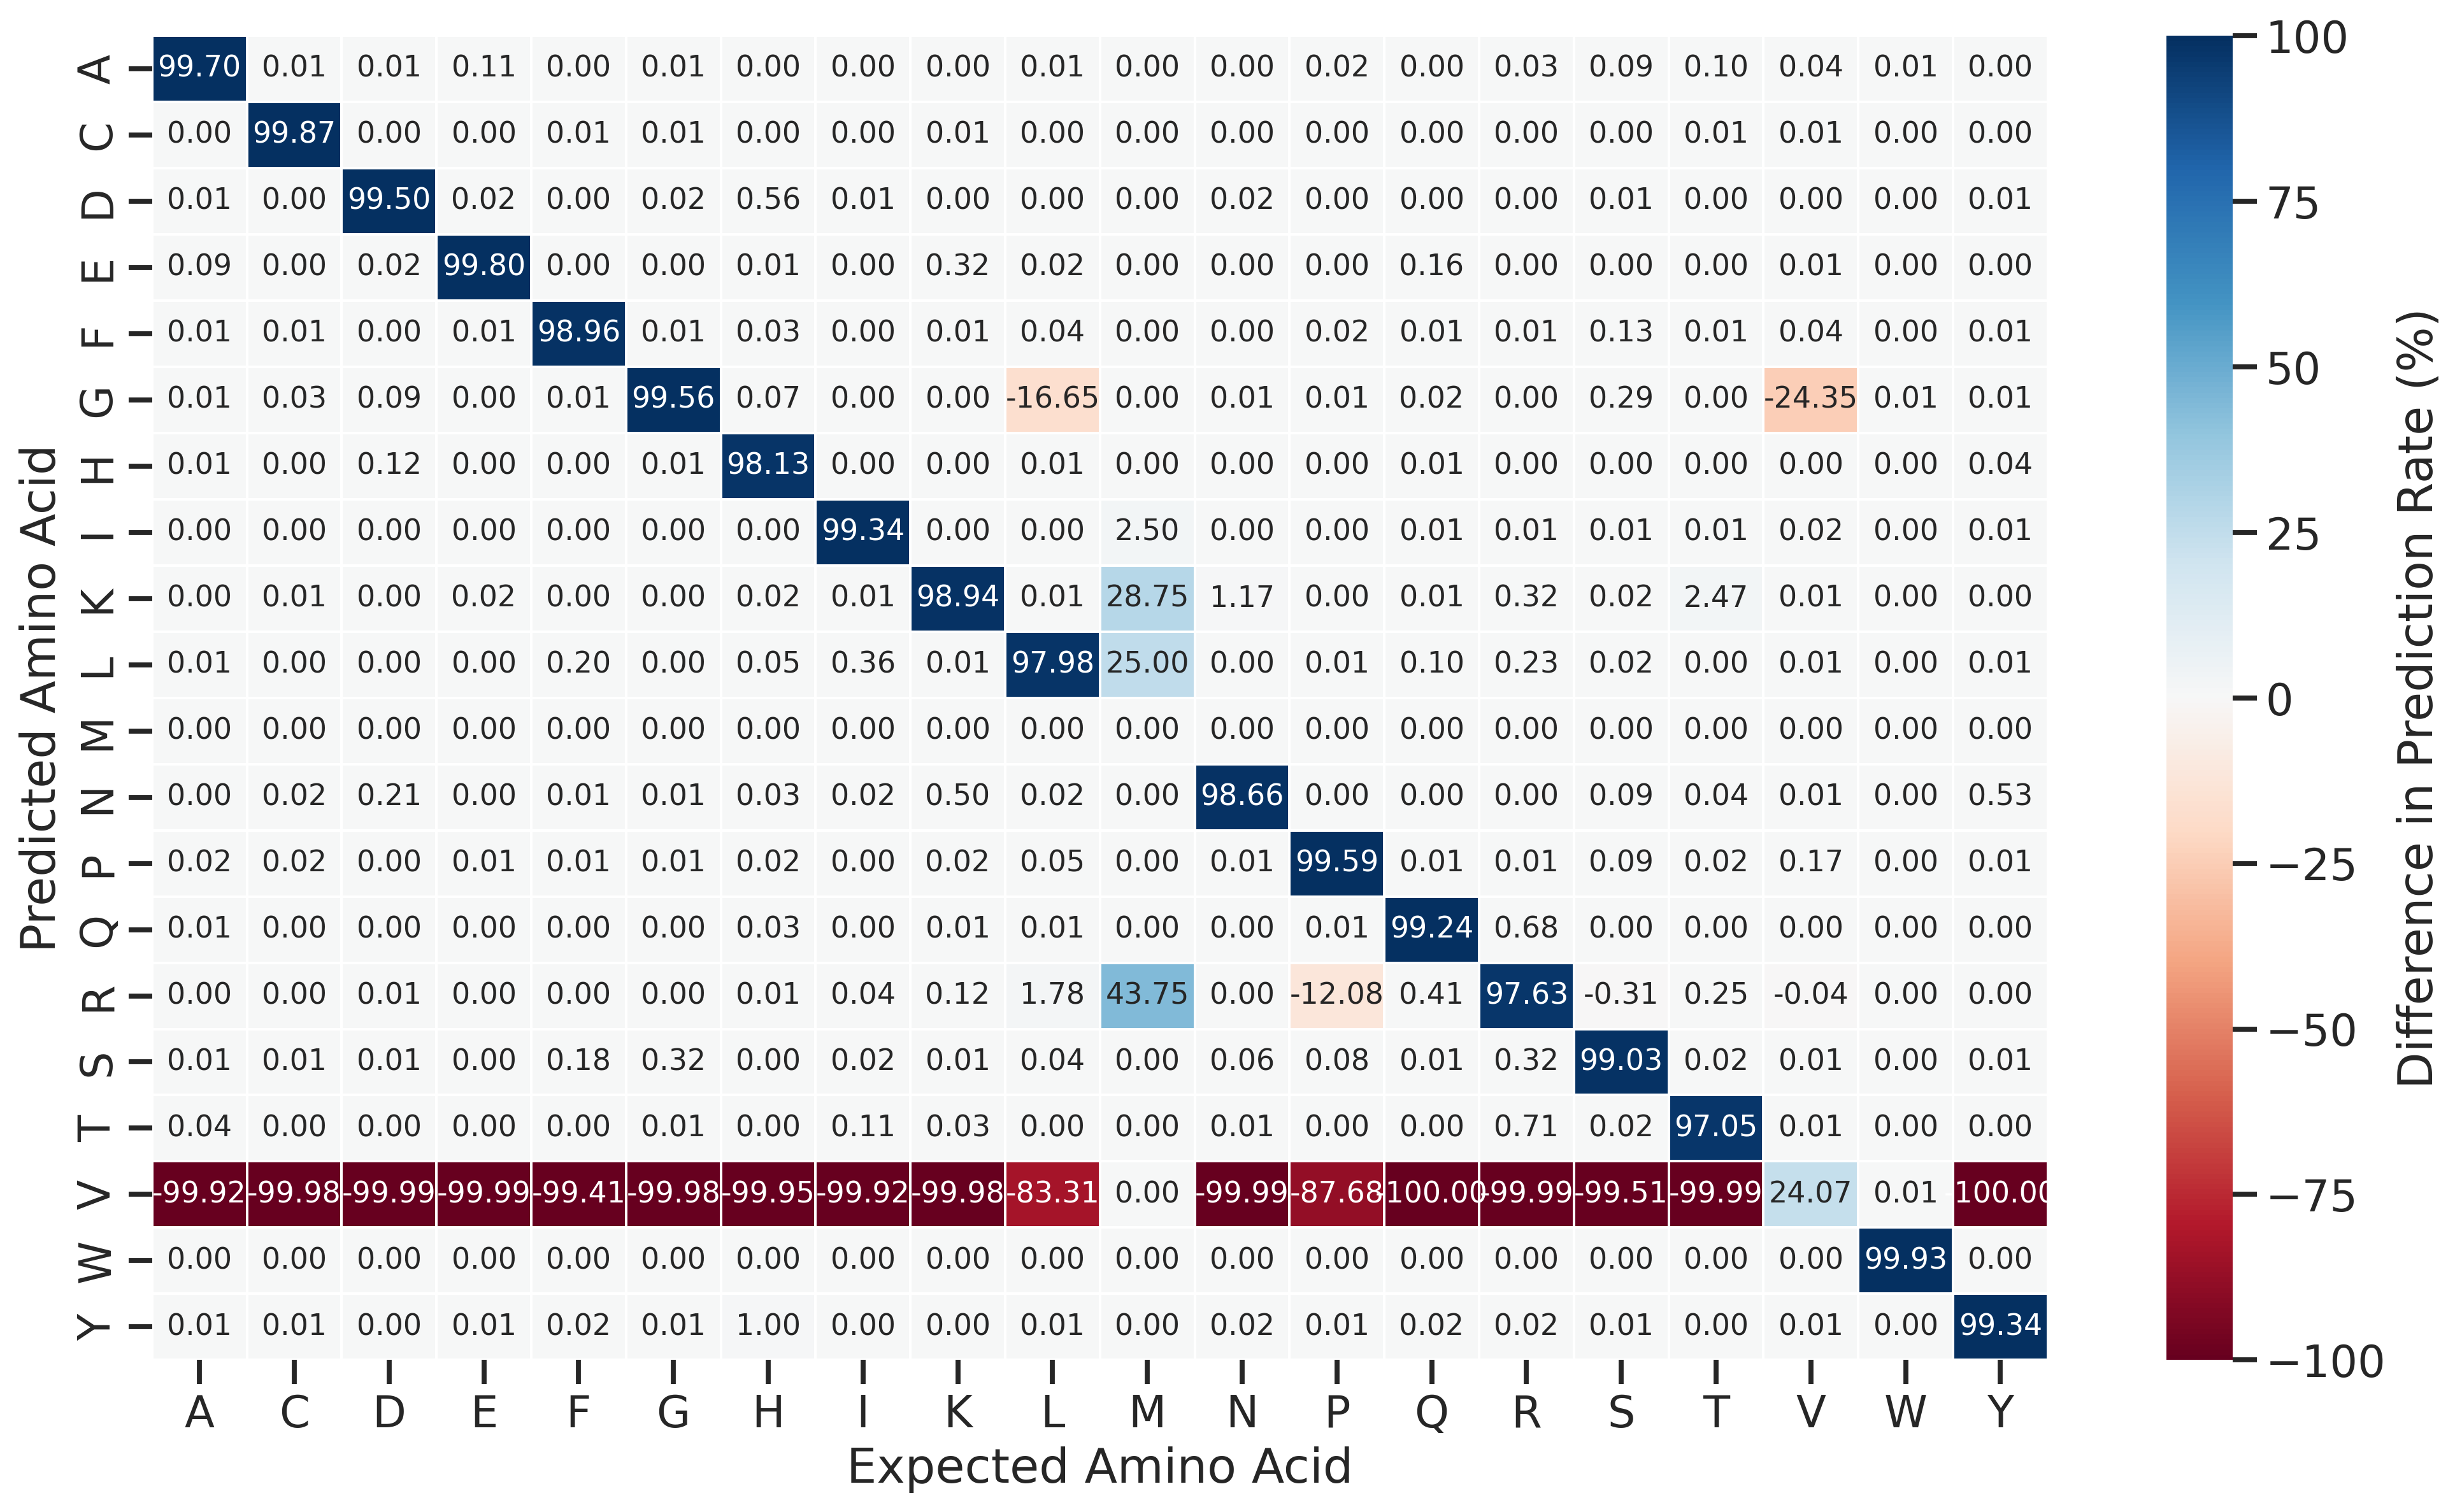 A 99.70 0.01 0.01 0.11 0.00 0.01 0.00 0.00 0.00 0.01 0.00 0.00 0.02 0.00 0.03 0.09 0.10 0.04 0.01 0.00
C 0.00 99.87 0.00 0.00 0.01 0.01 0.00 0.00 0.01 0.00 0.00 0.00 0.00 0.00 0.00 0.00 0.01 0.01 0.00 0.00
D 0.01 0.00 99.50 0.02 0.00 0.02 0.56 0.01 0.00 0.00 0.00 0.02 0.00 0.00 0.00 0.01 0.00 0.00 0.00 0.01
E 0.09 0.00 0.02 99.80 0.00 0.00 0.01 0.00 0.32 0.02 0.00 0.00 0.00 0.16 0.00 0.00 0.00 0.01 0.00 0.00
F 0.01 0.01 0.00 0.01 98.96 0.01 0.03 0.00 0.01 0.04 0.00 0.00 0.02 0.01 0.01 0.13 0.01 0.04 0.00 0.01
G 0.01 0.03 0.09 0.00 0.01 99.56 0.07 0.00 0.00 -16.65 0.00 0.01 0.01 0.02 0.00 0.29 0.00 -24.35 0.01 0.01
H 0.01 0.00 0.12 0.00 0.00 0.01 98.13 0.00 0.00 0.01 0.00 0.00 0.00 0.01 0.00 0.00 0.00 0.00 0.00 0.04
I 0.00 0.00 0.00 0.00 0.00 0.00 0.00 99.34 0.00 0.00 2.50 0.00 0.00 0.01 0.01 0.01 0.01 0.02 0.00 0.01
K 0.00 0.01 0.00 0.02 0.00 0.00 0.02 0.01 98.94 0.01 28.75 1.17 0.00 0.01 0.32 0.02 2.47 0.01 0.00 0.00
L 0.01 0.00 0.00 0.00 0.20 0.00 0.05 0.36 0.01 97.98 25.00 0.00 0.01 0.10 0.23 0.02 0.00 0.01 0.00 0.01
M 0.00 0.00 0.00 0.00 0.00 0.00 0.00 0.00 0.00 0.00 0.00 0.00 0.00 0.00 0.00 0.00 0.00 0.00 0.00 0.00
N 0.00 0.02 0.21 0.00 0.01 0.01 0.03 0.02 0.50 0.02 0.00 98.66 0.00 0.00 0.00 0.09 0.04 0.01 0.00 0.53
P 0.02 0.02 0.00 0.01 0.01 0.01 0.02 0.00 0.02 0.05 0.00 0.01 99.59 0.01 0.01 0.09 0.02 0.17 0.00 0.01
Q 0.01 0.00 0.00 0.00 0.00 0.00 0.03 0.00 0.01 0.01 0.00 0.00 0.01 99.24 0.68 0.00 0.00 0.00 0.00 0.00
R 0.00 0.00 0.01 0.00 0.00 0.00 0.01 0.04 0.12 1.78 43.75 0.00 -12.08 0.41 97.63 -0.31 0.25 -0.04 0.00 0.00
S 0.01 0.01 0.01 0.00 0.18 0.32 0.00 0.02 0.01 0.04 0.00 0.06 0.08 0.01 0.32 99.03 0.02 0.01 0.00 0.01
T 0.04 0.00 0.00 0.00 0.00 0.01 0.00 0.11 0.03 0.00 0.00 0.01 0.00 0.00 0.71 0.02 97.05 0.01 0.00 0.00
V -99.92 -99.98 -99.99 -99.99 -99.41 -99.98 -99.95 -99.92 -99.98 -83.31 0.00 -99.99 -87.68 -100.00 -99.99 -99.51 -99.99 24.07 0.01 100.00
W 0.00 0.00 0.00 0.00 0.00 0.00 0.00 0.00 0.00 0.00 0.00 0.00 0.00 0.00 0.00 0.00 0.00 0.00 99.93 0.00
Y 0.01 0.01 0.00 0.01 0.02 0.01 1.00 0.00 0.00 0.01 0.00 0.02 0.01 0.02 0.02 0.01 0.00 0.01 0.00 99.34
A C D E F G H I K L M N P Q R S T V W Y
Expected Amino Acid
Predicted Amino Acid
100
75
50
25
0
−25
−50
−75
−100
Difference in Prediction Rate (%)